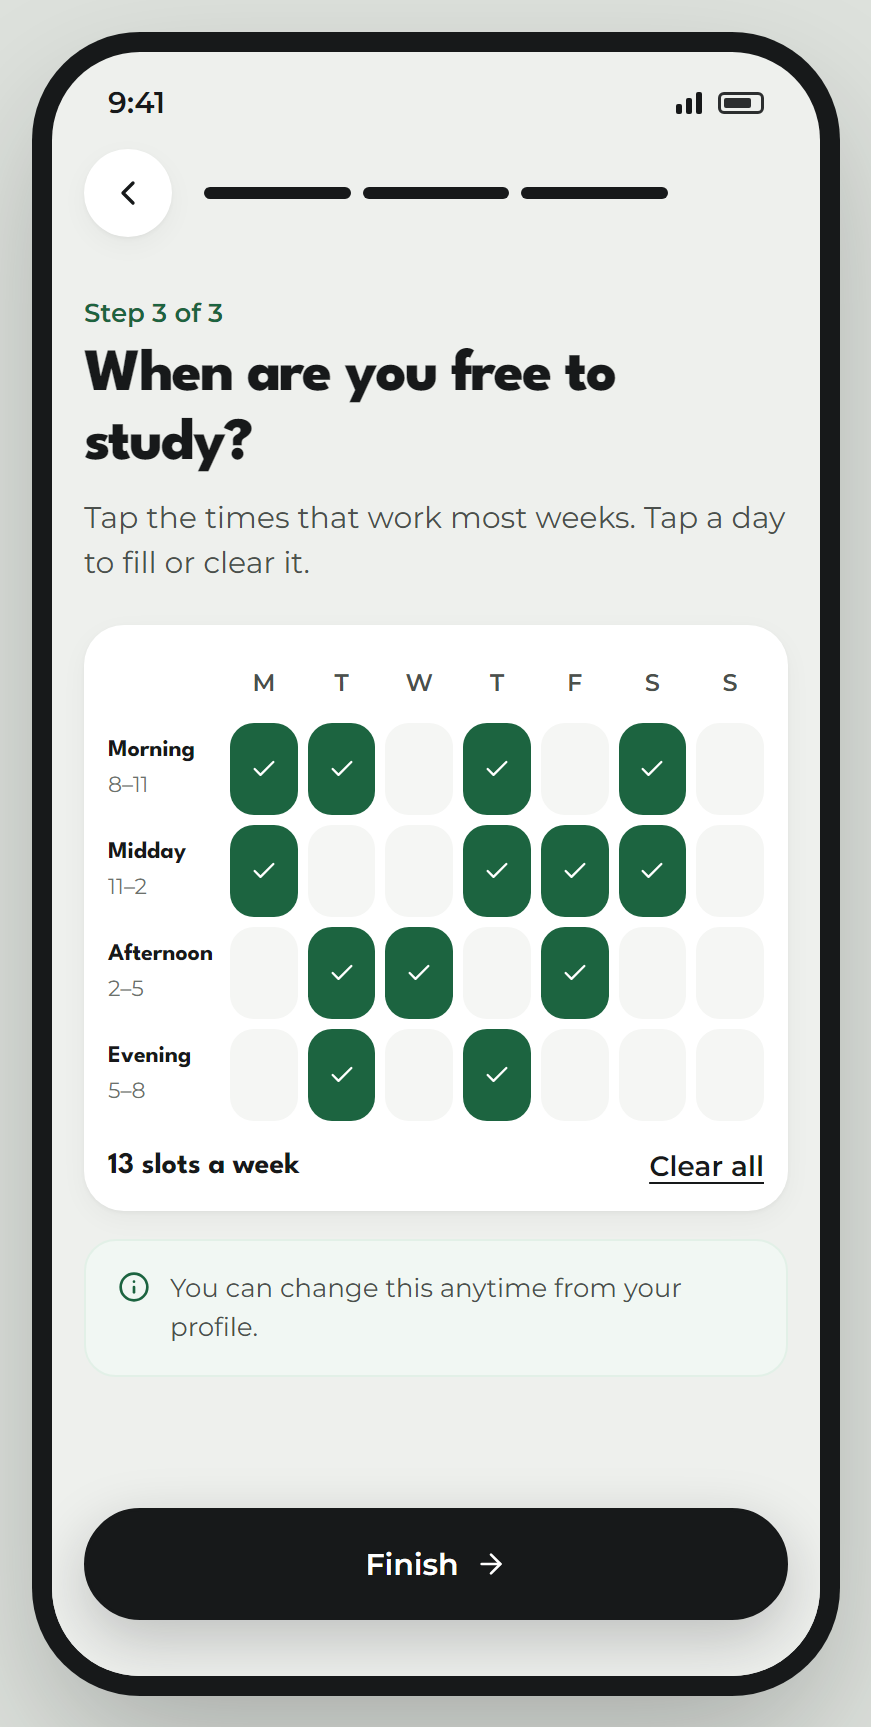 9:41
Step 3 of 3
When are you free to
study?
Tap the times that work most weeks. Tap a day
to fill or clear it.
M T W T F S S
Morning
8–11
Midday
11–2
Afternoon
2–5
Evening
5–8
13 slots a week Clear all
You can change this anytime from your
profile.
Finish →